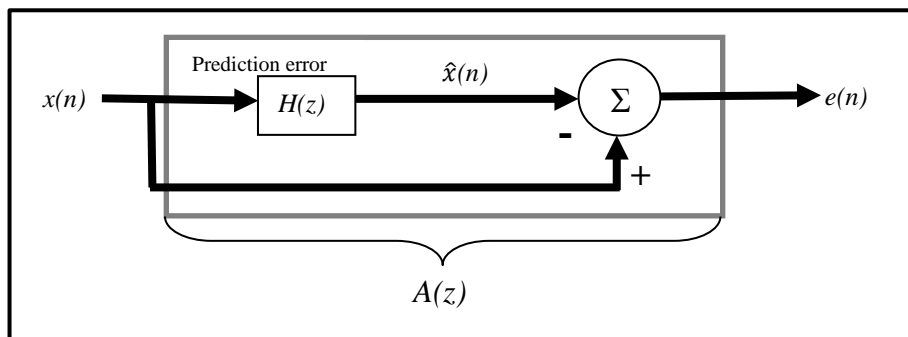 Prediction error
x(n)
H(z)
x̂(n)
Σ
e(n)
-
+
A(z)